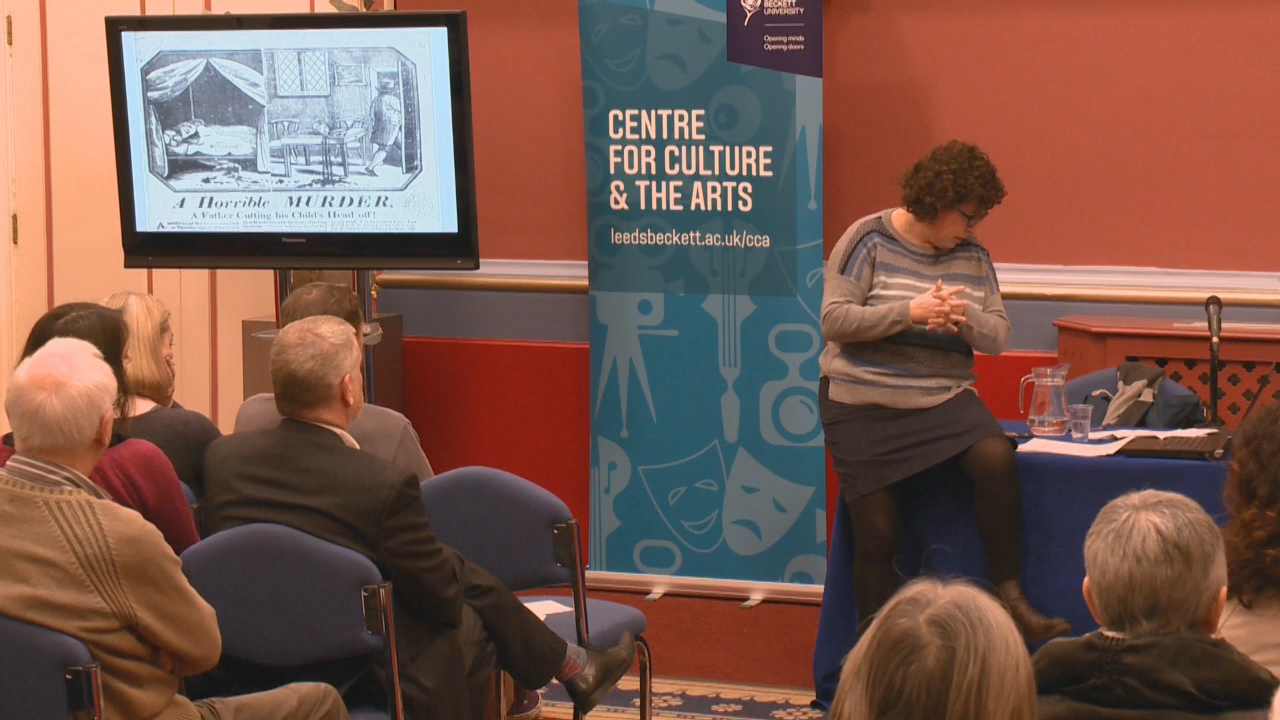 A Horrible MURDER.
A Father Cutting his Child's Head off!
Panasonic
BECKETT
UNIVERSITY
Opening minds
Opening doors
CENTRE
FOR CULTURE
& THE ARTS
leedsbeckett.ac.uk/cca